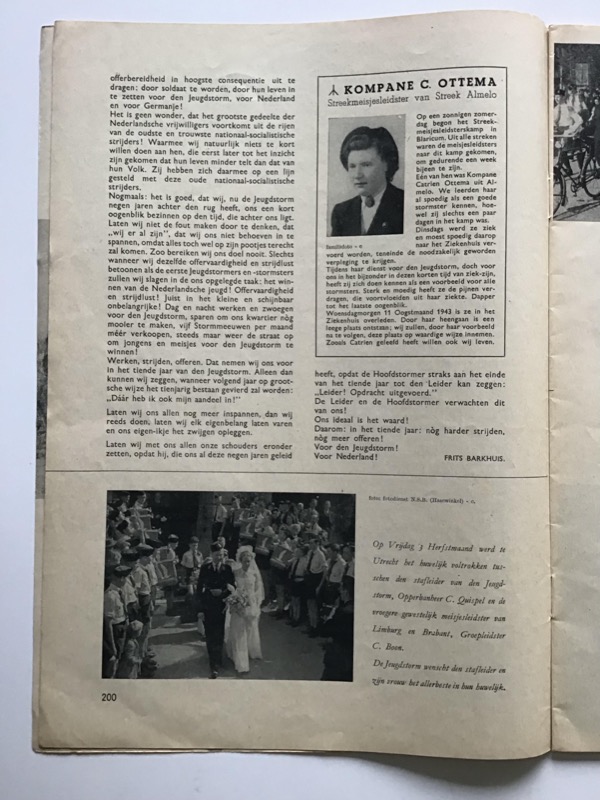 offerbereidheid in hoogste consequentie uit te
dragen: door soldaat te worden, door hun leven in
te zetten voor den Jeugdstorm, voor Nederland
en voor Germanje!
Het is geen wonder, dat het grootste gedeelte der
Nederlandsche vrijwilligers voortkomt uit de rijen
van de oudste en trouwste nationaal-socialistische
strijders! Waarmee wij natuurlijk niets te kort
willen doen aan hen, die eerst later tot het inzicht
zijn gekomen dat hun leven minder telt dan dat van
hun Volk. Zij hebben zich daarmee op een lijn
gesteld met deze oude nationaal-socialistische
strijders.
Nogmaals: het is goed, dat wij, nu de Jeugdstorm
negen jaren achter den rug heeft, ons een kort
oogenblik bezinnen op den tijd, die achter ons ligt.
Laten wij niet de fout maken door te denken, dat
„wij er al zijn”, dat wij ons niet behoeven in te
spannen, omdat alles toch wel op zijn pootjes terecht
zal komen. Zoo bereiken wij ons doel nooit. Slechts
wanneer wij dezelfde offervaardigheid en strijdlust
betoonen als de eerste Jeugdstormers en -stormsters
zullen wij slagen in de ons opgelegde taak: het win-
nen van de Nederlandsche jeugd! Offervaardigheid
en strijdlust! Juist in het kleine en schijnbaar
onbelangrijke! Dag en nacht werken en zwoegen
voor den Jeugdstorm, sparen om ons kwartier nòg
mooler te maken, vijf Stormmeeuwen per maand
méér verkoopen, steeds maar weer de straat op
om jongens en meisjes voor den Jeugdstorm te
winnen!
Werken, strijden, offeren. Dat nemen wij ons voor
in het tiende jaar van den Jeugdstorm. Alleen dan
kunnen wij zeggen, wanneer volgend jaar op groot-
sche wijze het tienjarig bestaan gevierd zal worden:
„Dáár heb ik ook mijn aandeel in!”
Laten wij ons allen nog meer inspannen, dan wij
reeds doen, laten wij elk eigenbelang laten varen
en ons eigen-ikje het zwijgen opleggen.
Laten wij met ons allen onze schouders eronder
zetten, opdat hij, die ons al deze negen jaren geleid
KOMPANE C. OTTEMA
Streekmeisjesleidster van Streek Almelo
Op een zonnigen zomer-
dag begon het Streek-
meisjesleidsterskamp in
Blaricum. Uit alle streken
waren de meisjesleidsters
naar dit kamp gekomen,
om gedurende een week
bijeen te zijn.
Eén van hen was Kompane
Catrien Ottema uit Al-
melo. We leerden haar
al spoedig als een goede
stormster kennen, hoe-
wel zij slechts een paar
dagen in het kamp was.
Dinsdags werd ze ziek
en moest spoedig daarop
naar het Ziekenhuis ver-
voerd worden, teneinde de noodzakelijk geworden
verpleging te krijgen.
Tijdens haar dienst voor den Jeugdstorm, doch voor
ons in het bijzonder in dezen korten tijd van ziek-zijn,
heeft zij zich doen kennen als een voorbeeld voor alle
stormsters. Sterk en moedig heeft ze de pijnen ver-
dragen, die voortvloeiden uit haar ziekte. Dapper
tot het laatste oogenblik.
Woensdagmorgen 11 Oogstmaand 1943 is ze in het
Ziekenhuis overleden. Door haar heengaan is een
leege plaats ontstaan; wij zullen, door haar voorbeeld
na te volgen, deze plaats op waardige wijze innemen.
Zooals Catrien geleefd heeft willen ook wij leven.
heeft, opdat de Hoofdstormer straks aan het einde
van het tiende jaar tot den Leider kan zeggen:
„Leider! Opdracht uitgevoerd.”
De Leider en de Hoofdstormer verwachten dit
van ons!
Ons ideaal is het waard!
Daarom: in het tiende jaar: nòg harder strijden,
nòg meer offeren!
Voor den Jeugdstorm!
Voor Nederland!
FRITS BARKHUIS.
foto: fotodienst N.S.B. - c.
Op Vrijdag 3 Herfstmaand werd te
Utrecht het huwelijk voltrokken tus-
schen den stafleider van den Jeugd-
storm, Opperhanheer C. Quispel en de
vroegere gewestelijk meisjesleidster van
Limburg en Brabant, Groepleidster
C. Boon.
De Jeugdstorm wenscht den stafleider en
zijn vrouw het allerbeste in hun huwelijk.
200